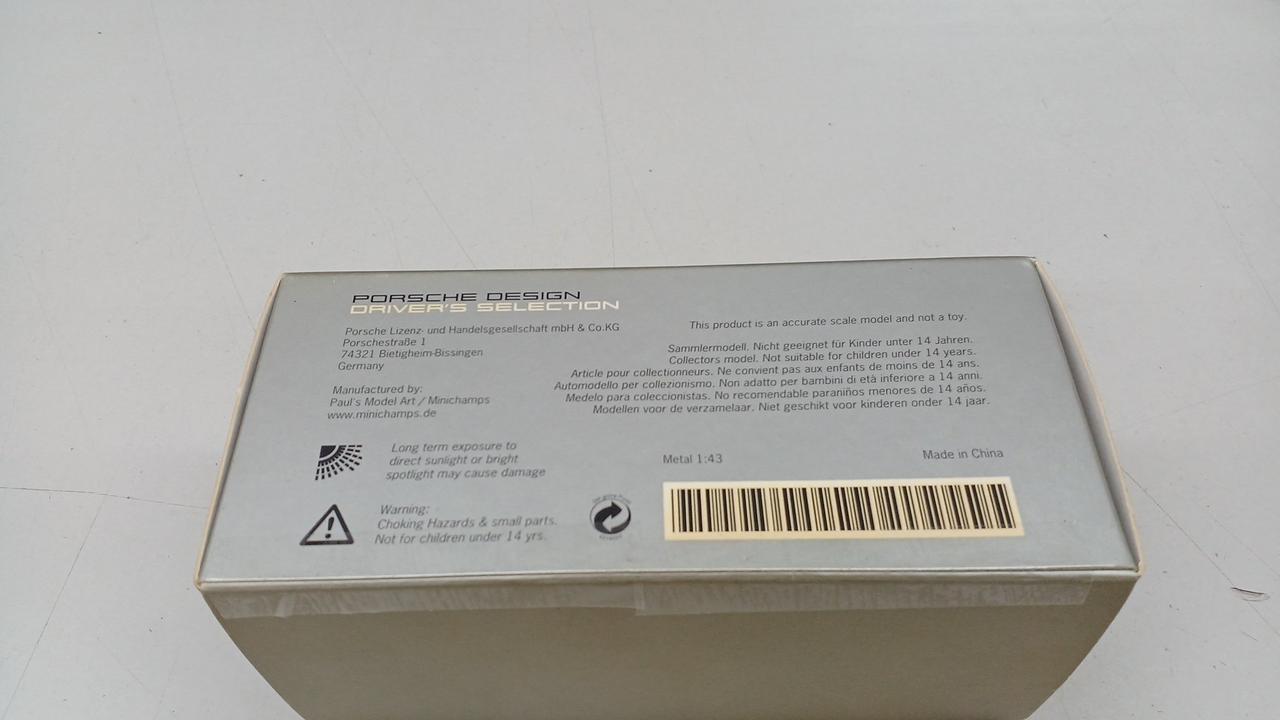 PORSCHE DESIGN
DRIVER'S SELECTION
Porsche Lizenz- und Handelsgesellschaft mbH & Co.KG
Porschestraße 1
74321 Bietigheim-Bissingen
Germany
Manufactured by:
Paul's Model Art / Minichamps
www.minichamps.de
Long term exposure to
direct sunlight or bright
spotlight may cause damage
Warning:
Choking Hazards & small parts.
Not for children under 14 yrs.
This product is an accurate scale model and not a toy.
Sammlermodell. Nicht geeignet für Kinder unter 14 Jahren.
Collectors model. Not suitable for children under 14 years.
Article pour collectionneurs. Ne convient pas aux enfants de moins de 14 ans.
Automodello per collezionismo. Non adatto per bambini di età inferiore a 14 anni.
Medelo para coleccionistas. No recomendable paraniños menores de 14 años.
Modellen voor de verzamelaar. Niet geschikt voor kinderen onder 14 jaar.
Metal 1:43
Made in China